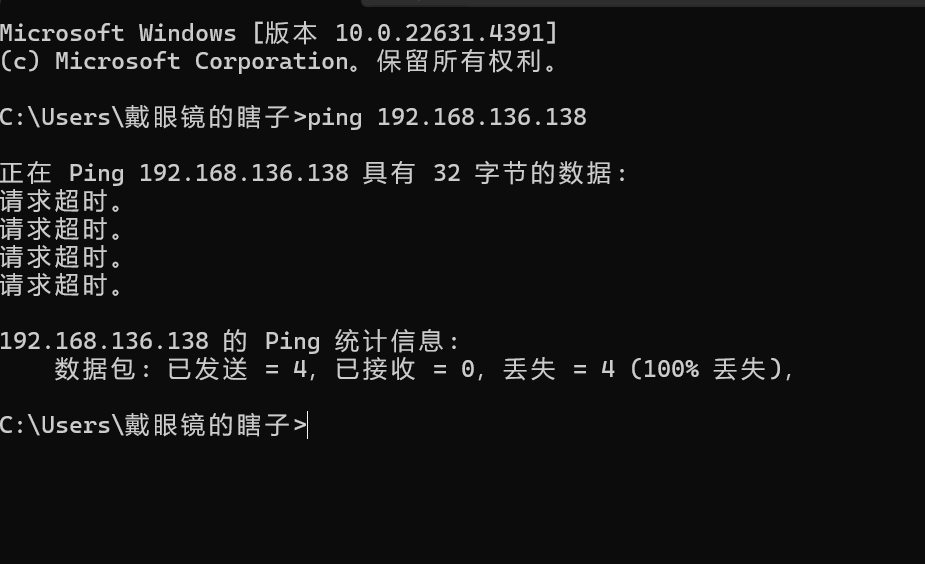 Microsoft Windows [版本 10.0.22631.4391]
(c) Microsoft Corporation。保留所有权利。
C:\Users\戴眼镜的瞎子>ping 192.168.136.138
正在 Ping 192.168.136.138 具有 32 字节的数据:
请求超时。
请求超时。
请求超时。
请求超时。
192.168.136.138 的 Ping 统计信息:
数据包: 已发送 = 4，已接收 = 0，丢失 = 4 (100% 丢失)，
C:\Users\戴眼镜的瞎子>